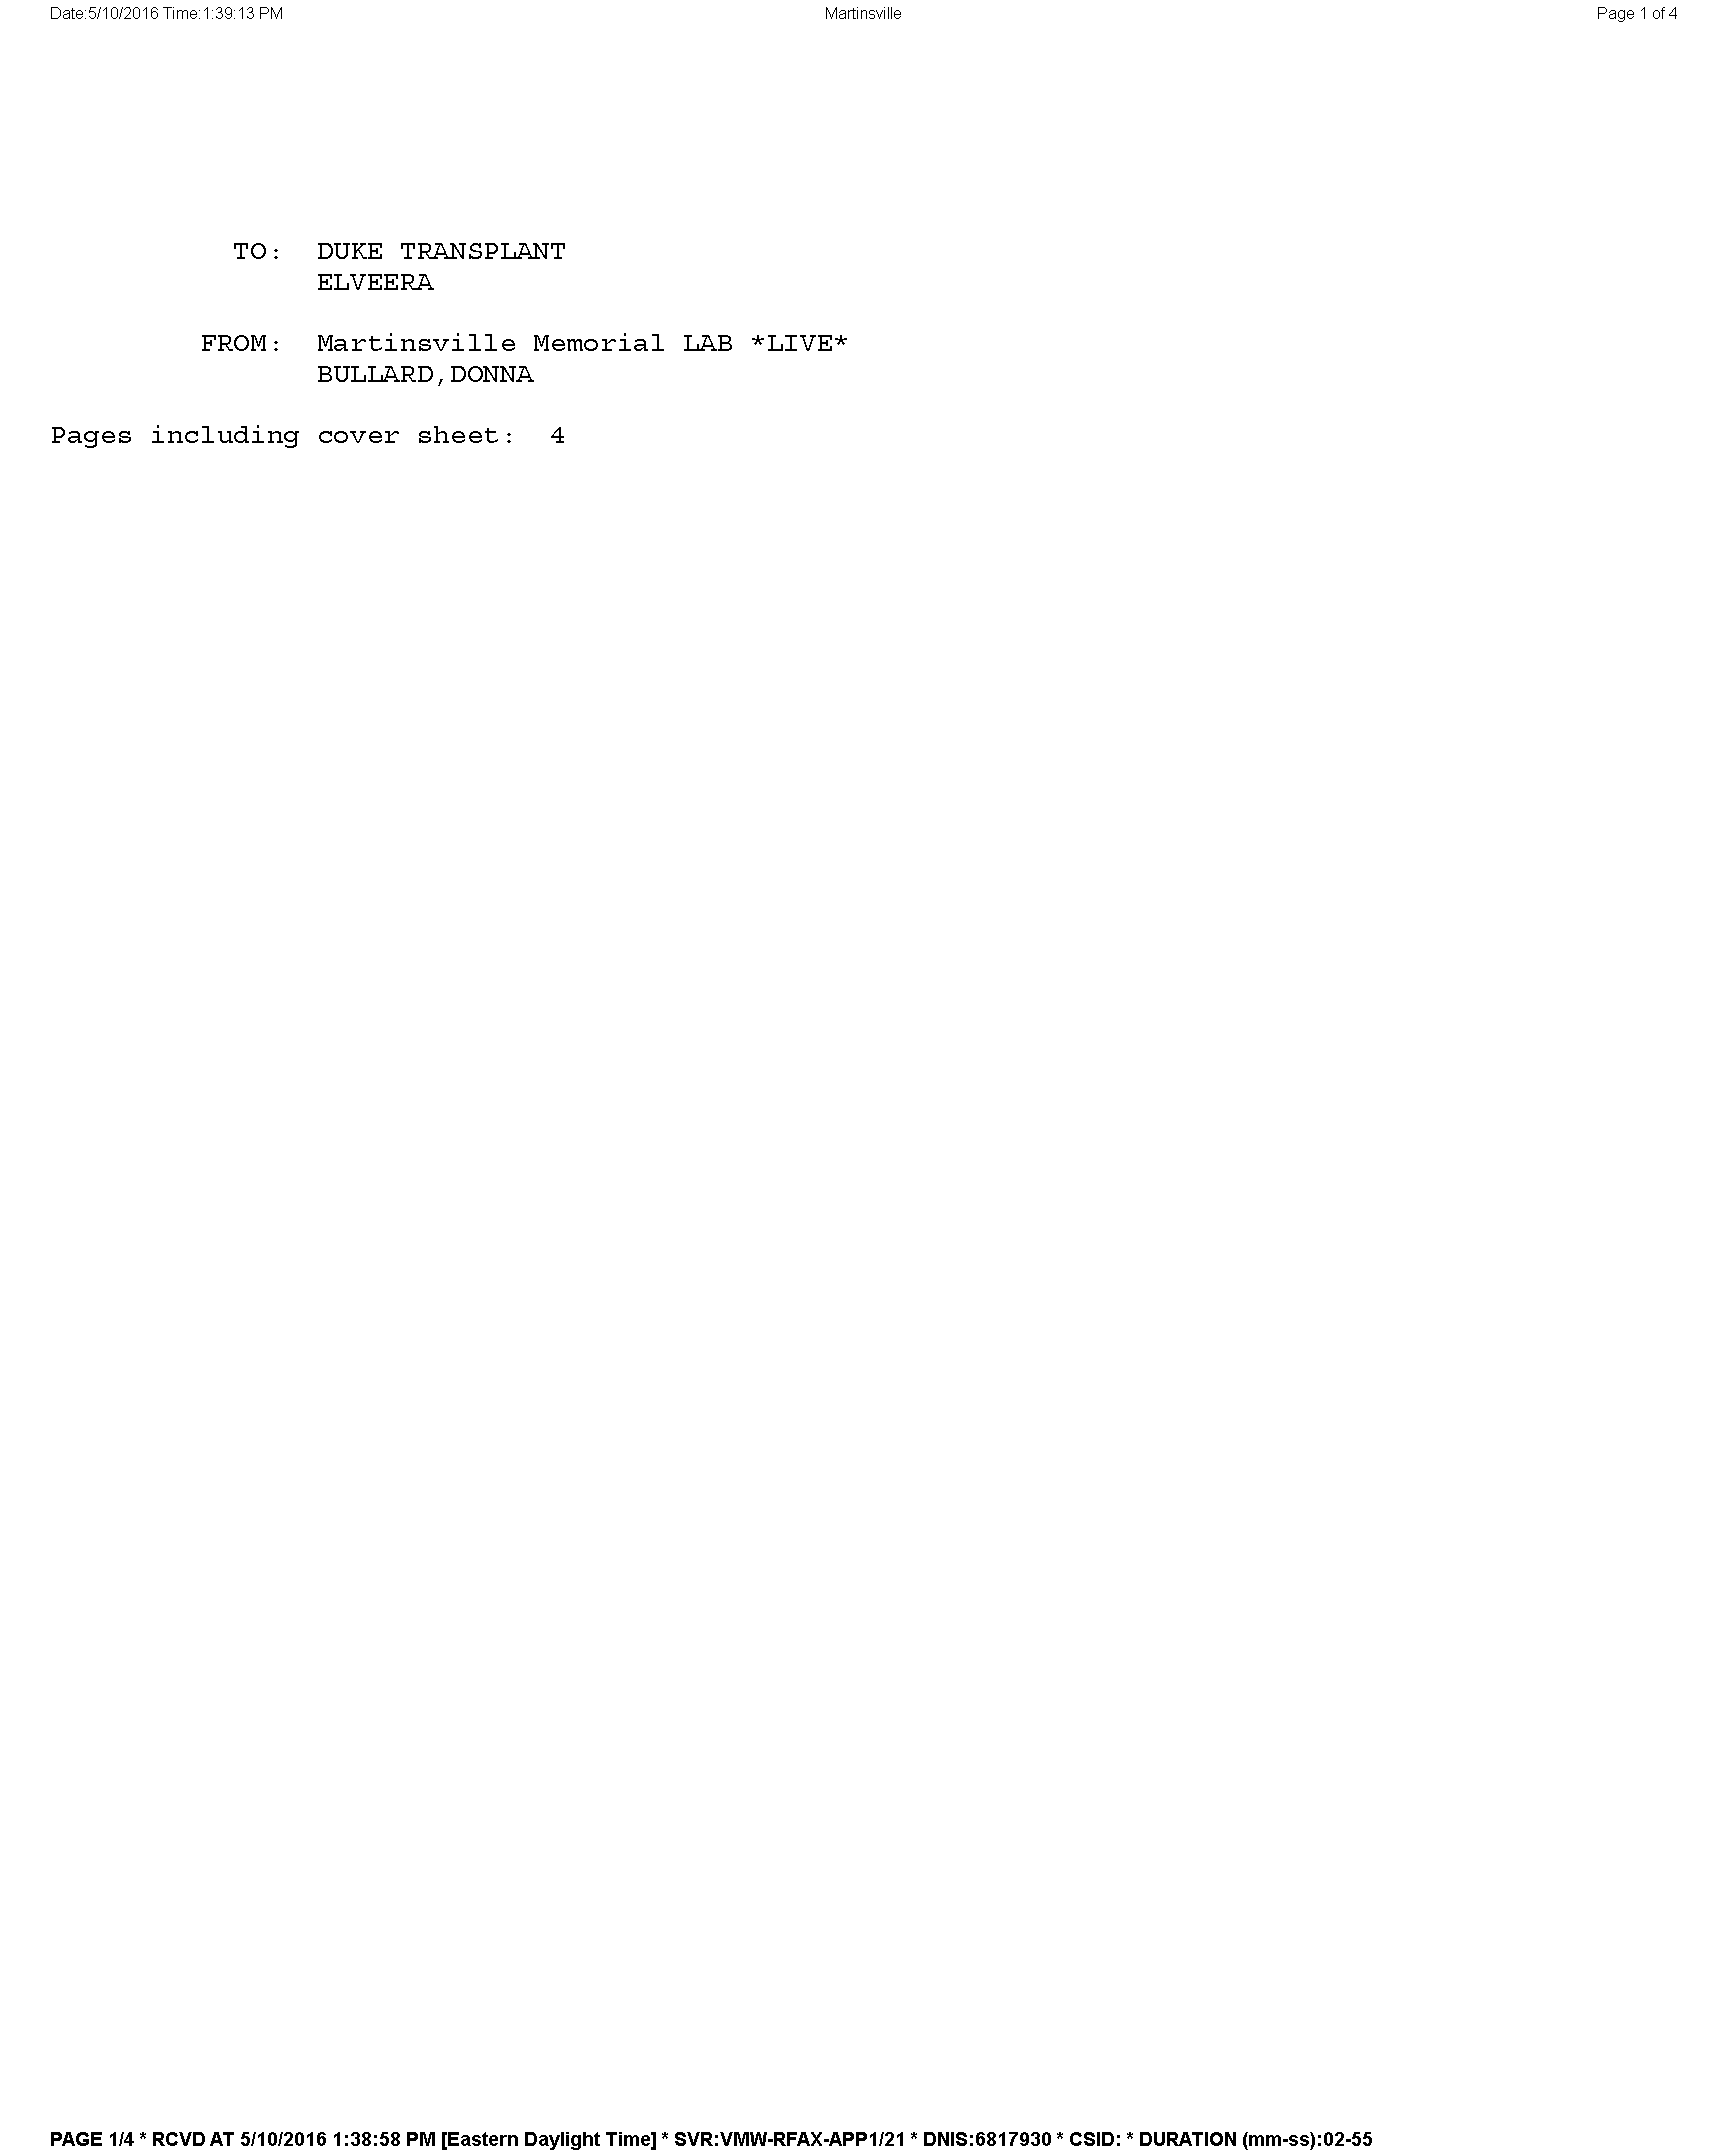 Date:5/10/2016 Time:1:39:13 PM Martinsville Page 1 of 4
TO: DUKE TRANSPLANT
ELVEERA
FROM: Martinsville Memorial LAB *LIVE*
BULLARD,DONNA
Pages including cover sheet: 4
PAGE 1/4 * RCVD AT 5/10/2016 1:38:58 PM [Eastern Daylight Time] * SVR:VMW-RFAX-APP1/21 * DNIS:6817930 * CSID: * DURATION (mm-ss):02-55